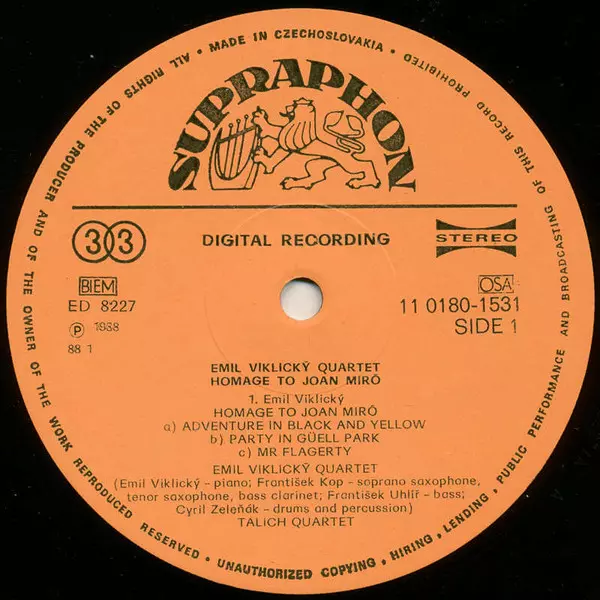 ALL RIGHTS OF THE PRODUCER AND OF THE OWNER OF THE WORK REPRODUCED RESERVED • UNAUTHORIZED COPYING, HIRING, LENDING, PUBLIC PERFORMANCE AND BROADCASTING OF THIS RECORD PROHIBITED • MADE IN CZECHOSLOVAKIA •
SUPRAPHON
33
DIGITAL RECORDING
STEREO
BIEM
OSA
ED 8227
11 0180-1531
Ⓟ 1988
SIDE 1
88 1
EMIL VIKLICKÝ QUARTET
HOMAGE TO JOAN MIRÓ
1. Emil Viklický
HOMAGE TO JOAN MIRÓ
a) ADVENTURE IN BLACK AND YELLOW
b) PARTY IN GÜELL PARK
c) MR FLAGERTY
EMIL VIKLICKÝ QUARTET
(Emil Viklický – piano; František Kop – soprano saxophone,
tenor saxophone, bass clarinet; František Uhlíř – bass;
Cyril Zeleňák – drums and percussion)
TALICH QUARTET